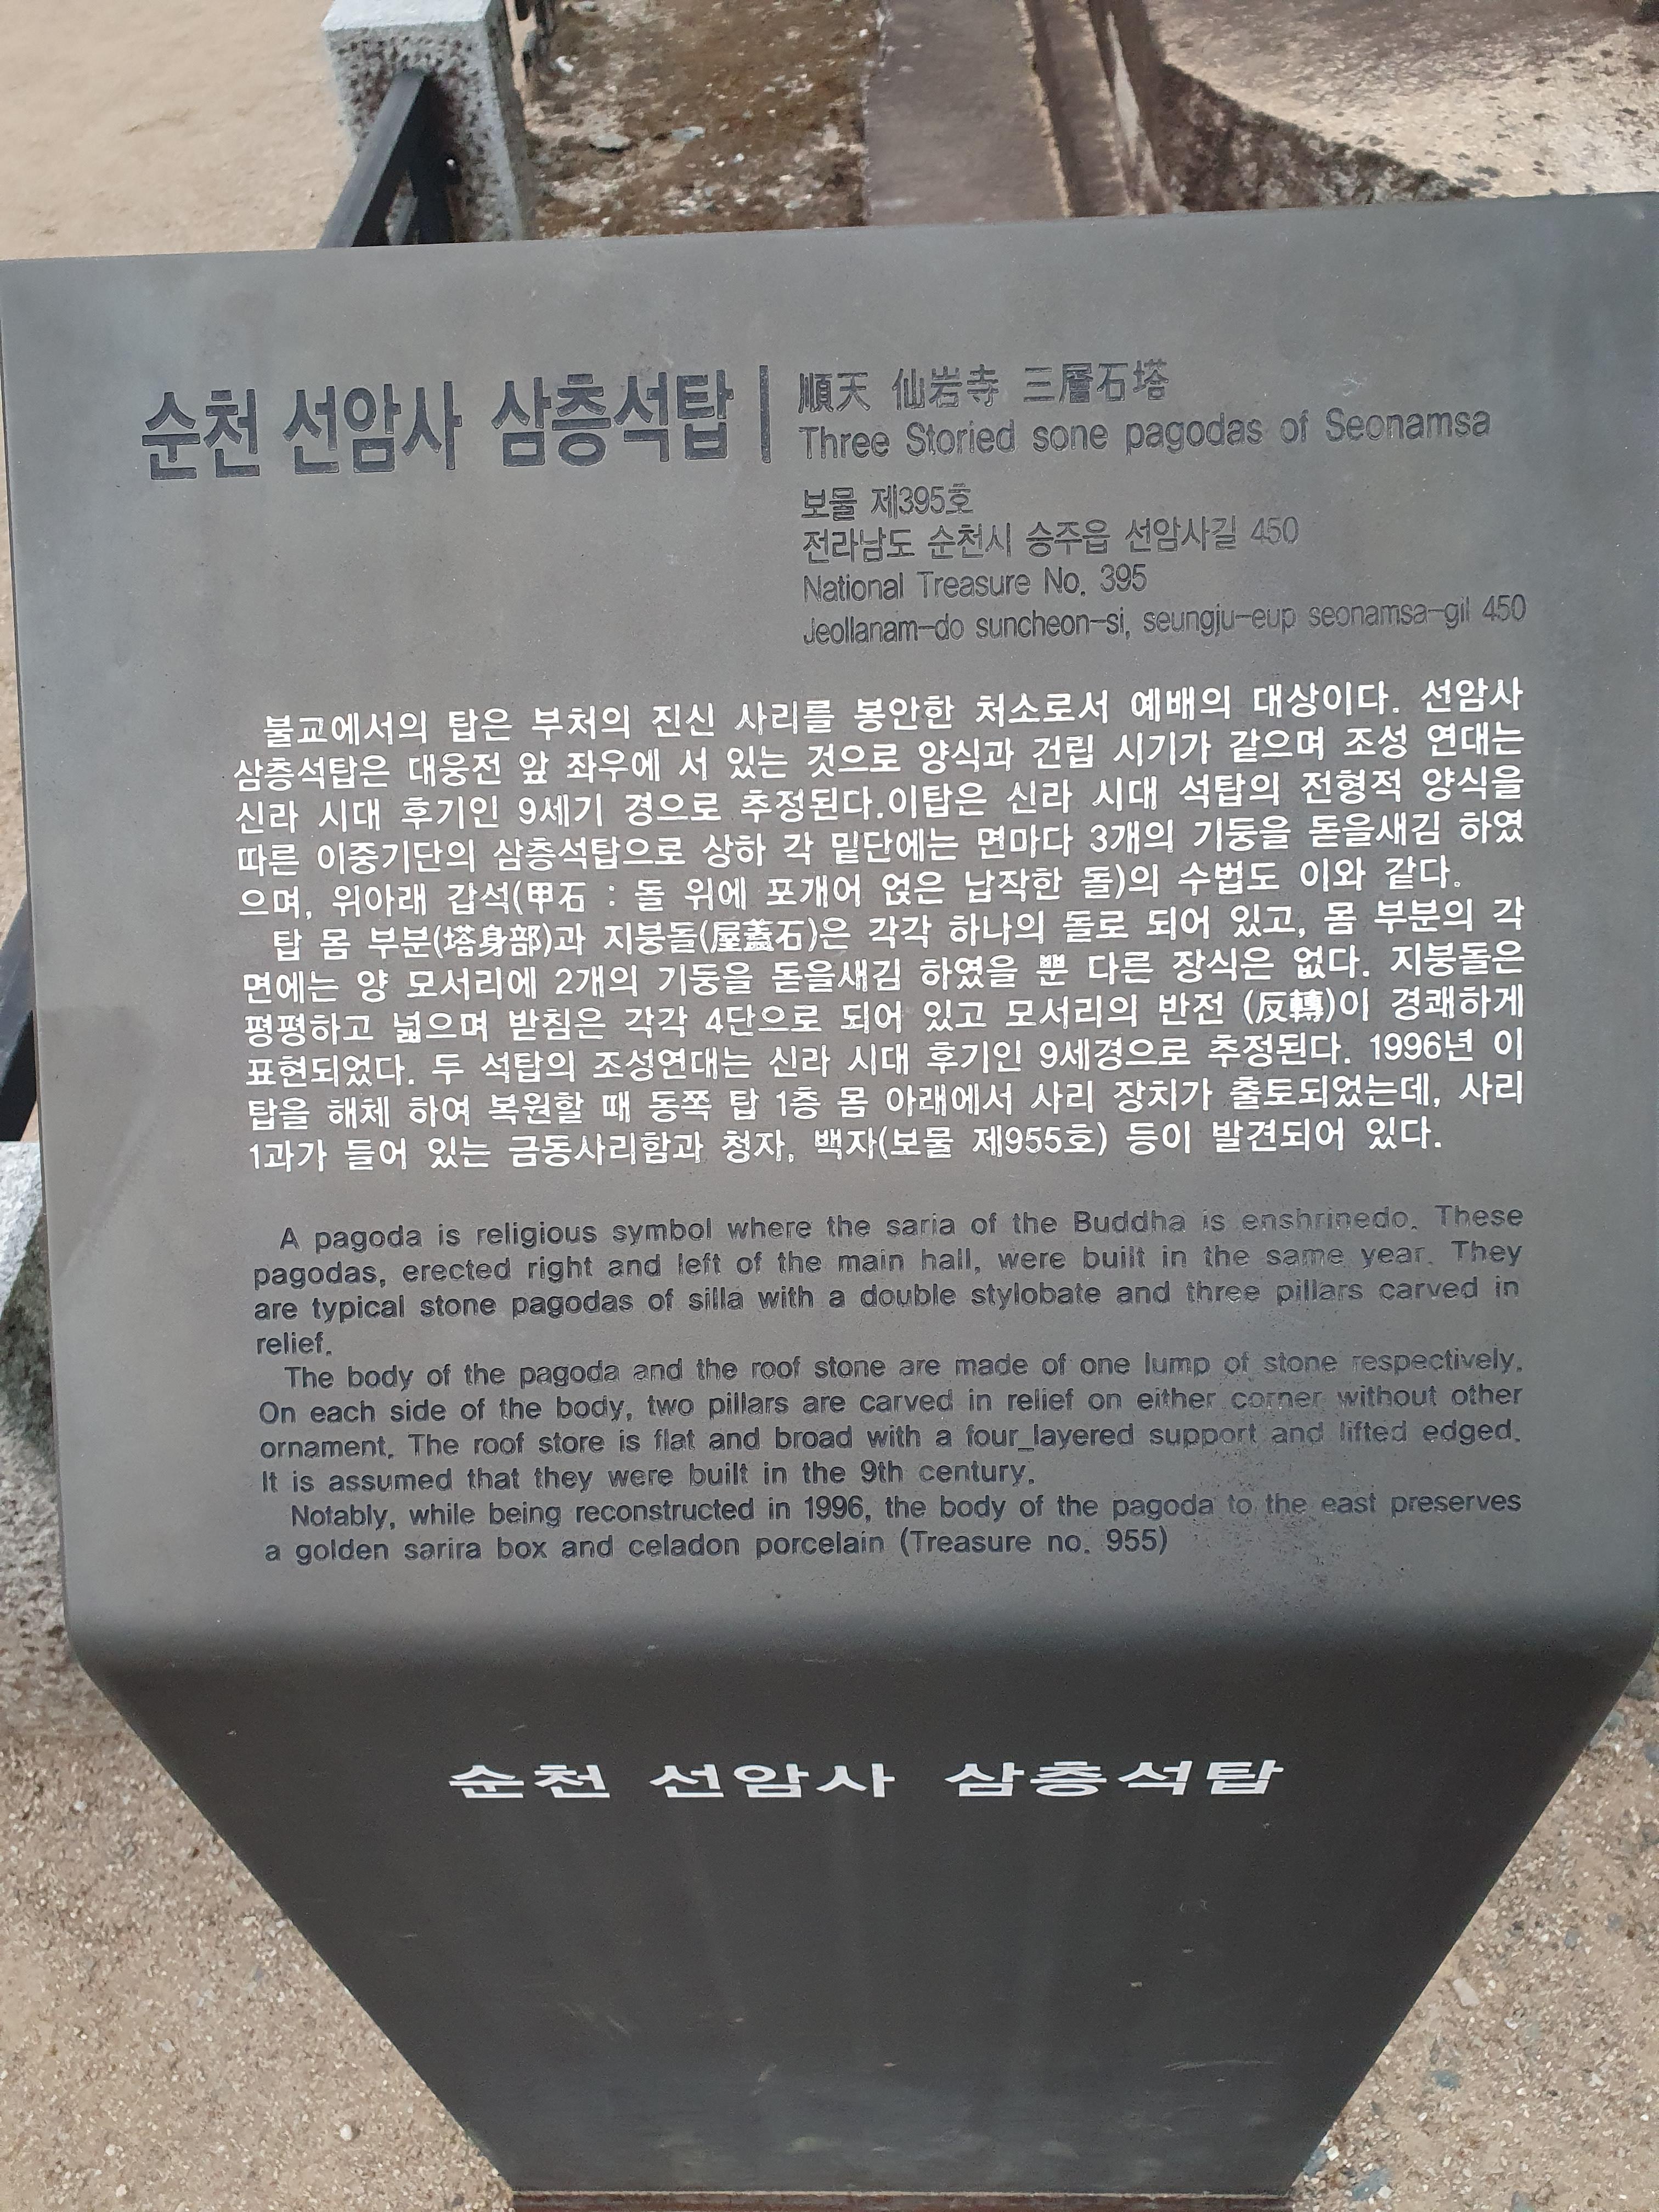 순천 선암사 삼층석탑
順天 仙岩寺 三層石塔
Three Storied sone pagodas of Seonamsa
보물 제395호
전라남도 순천시 승주읍 선암사길 450
National Treasure No. 395
Jeollanam-do suncheon-si, seungju-eup seonamsa-gil 450
불교에서의 탑은 부처의 진신 사리를 봉안한 처소로서 예배의 대상이다. 선암사
삼층석탑은 대웅전 앞 좌우에 서 있는 것으로 양식과 건립 시기가 같으며 조성 연대는
신라 시대 후기인 9세기 경으로 추정된다.이탑은 신라 시대 석탑의 전형적 양식을
따른 이중기단의 삼층석탑으로 상하 각 밑단에는 면마다 3개의 기둥을 돋을새김 하였
으며, 위아래 갑석(甲石 : 돌 위에 포개어 얹은 납작한 돌)의 수법도 이와 같다.
탑 몸 부분(塔身部)과 지붕돌(屋蓋石)은 각각 하나의 돌로 되어 있고, 몸 부분의 각
면에는 양 모서리에 2개의 기둥을 돋을새김 하였을 뿐 다른 장식은 없다. 지붕돌은
평평하고 넓으며 받침은 각각 4단으로 되어 있고 모서리의 반전 (反轉)이 경쾌하게
표현되었다. 두 석탑의 조성연대는 신라 시대 후기인 9세경으로 추정된다. 1996년 이
탑을 해체 하여 복원할 때 동쪽 탑 1층 몸 아래에서 사리 장치가 출토되었는데, 사리
1과가 들어 있는 금동사리함과 청자, 백자(보물 제955호) 등이 발견되어 있다.
A pagoda is religious symbol where the saria of the Buddha is enshrinedo. These
pagodas, erected right and left of the main hall, were built in the same year. They
are typical stone pagodas of silla with a double stylobate and three pillars carved in
relief.
The body of the pagoda and the roof stone are made of one lump of stone respectively.
On each side of the body, two pillars are carved in relief on either corner without other
ornament. The roof store is flat and broad with a four_layered support and lifted edged.
It is assumed that they were built in the 9th century.
Notably, while being reconstructed in 1996, the body of the pagoda to the east preserves
a golden sarira box and celadon porcelain (Treasure no. 955)
순천 선암사 삼층석탑